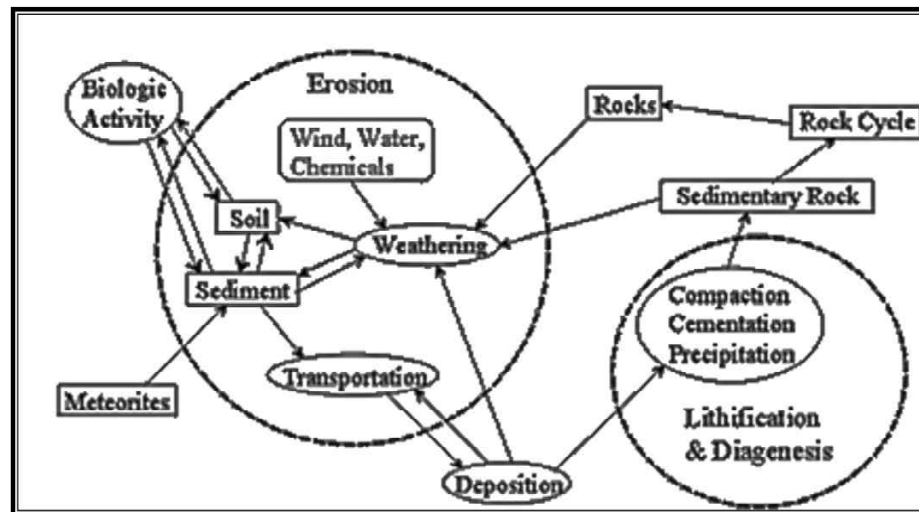 Biologic
Activity
Erosion
Wind, Water,
Chemicals
Rocks
Rock Cycle
Sedimentary Rock
Soil
Weathering
Sediment
Compaction
Cementation
Precipitation
Transportation
Meteorites
Lithification
& Diagenesis
Deposition